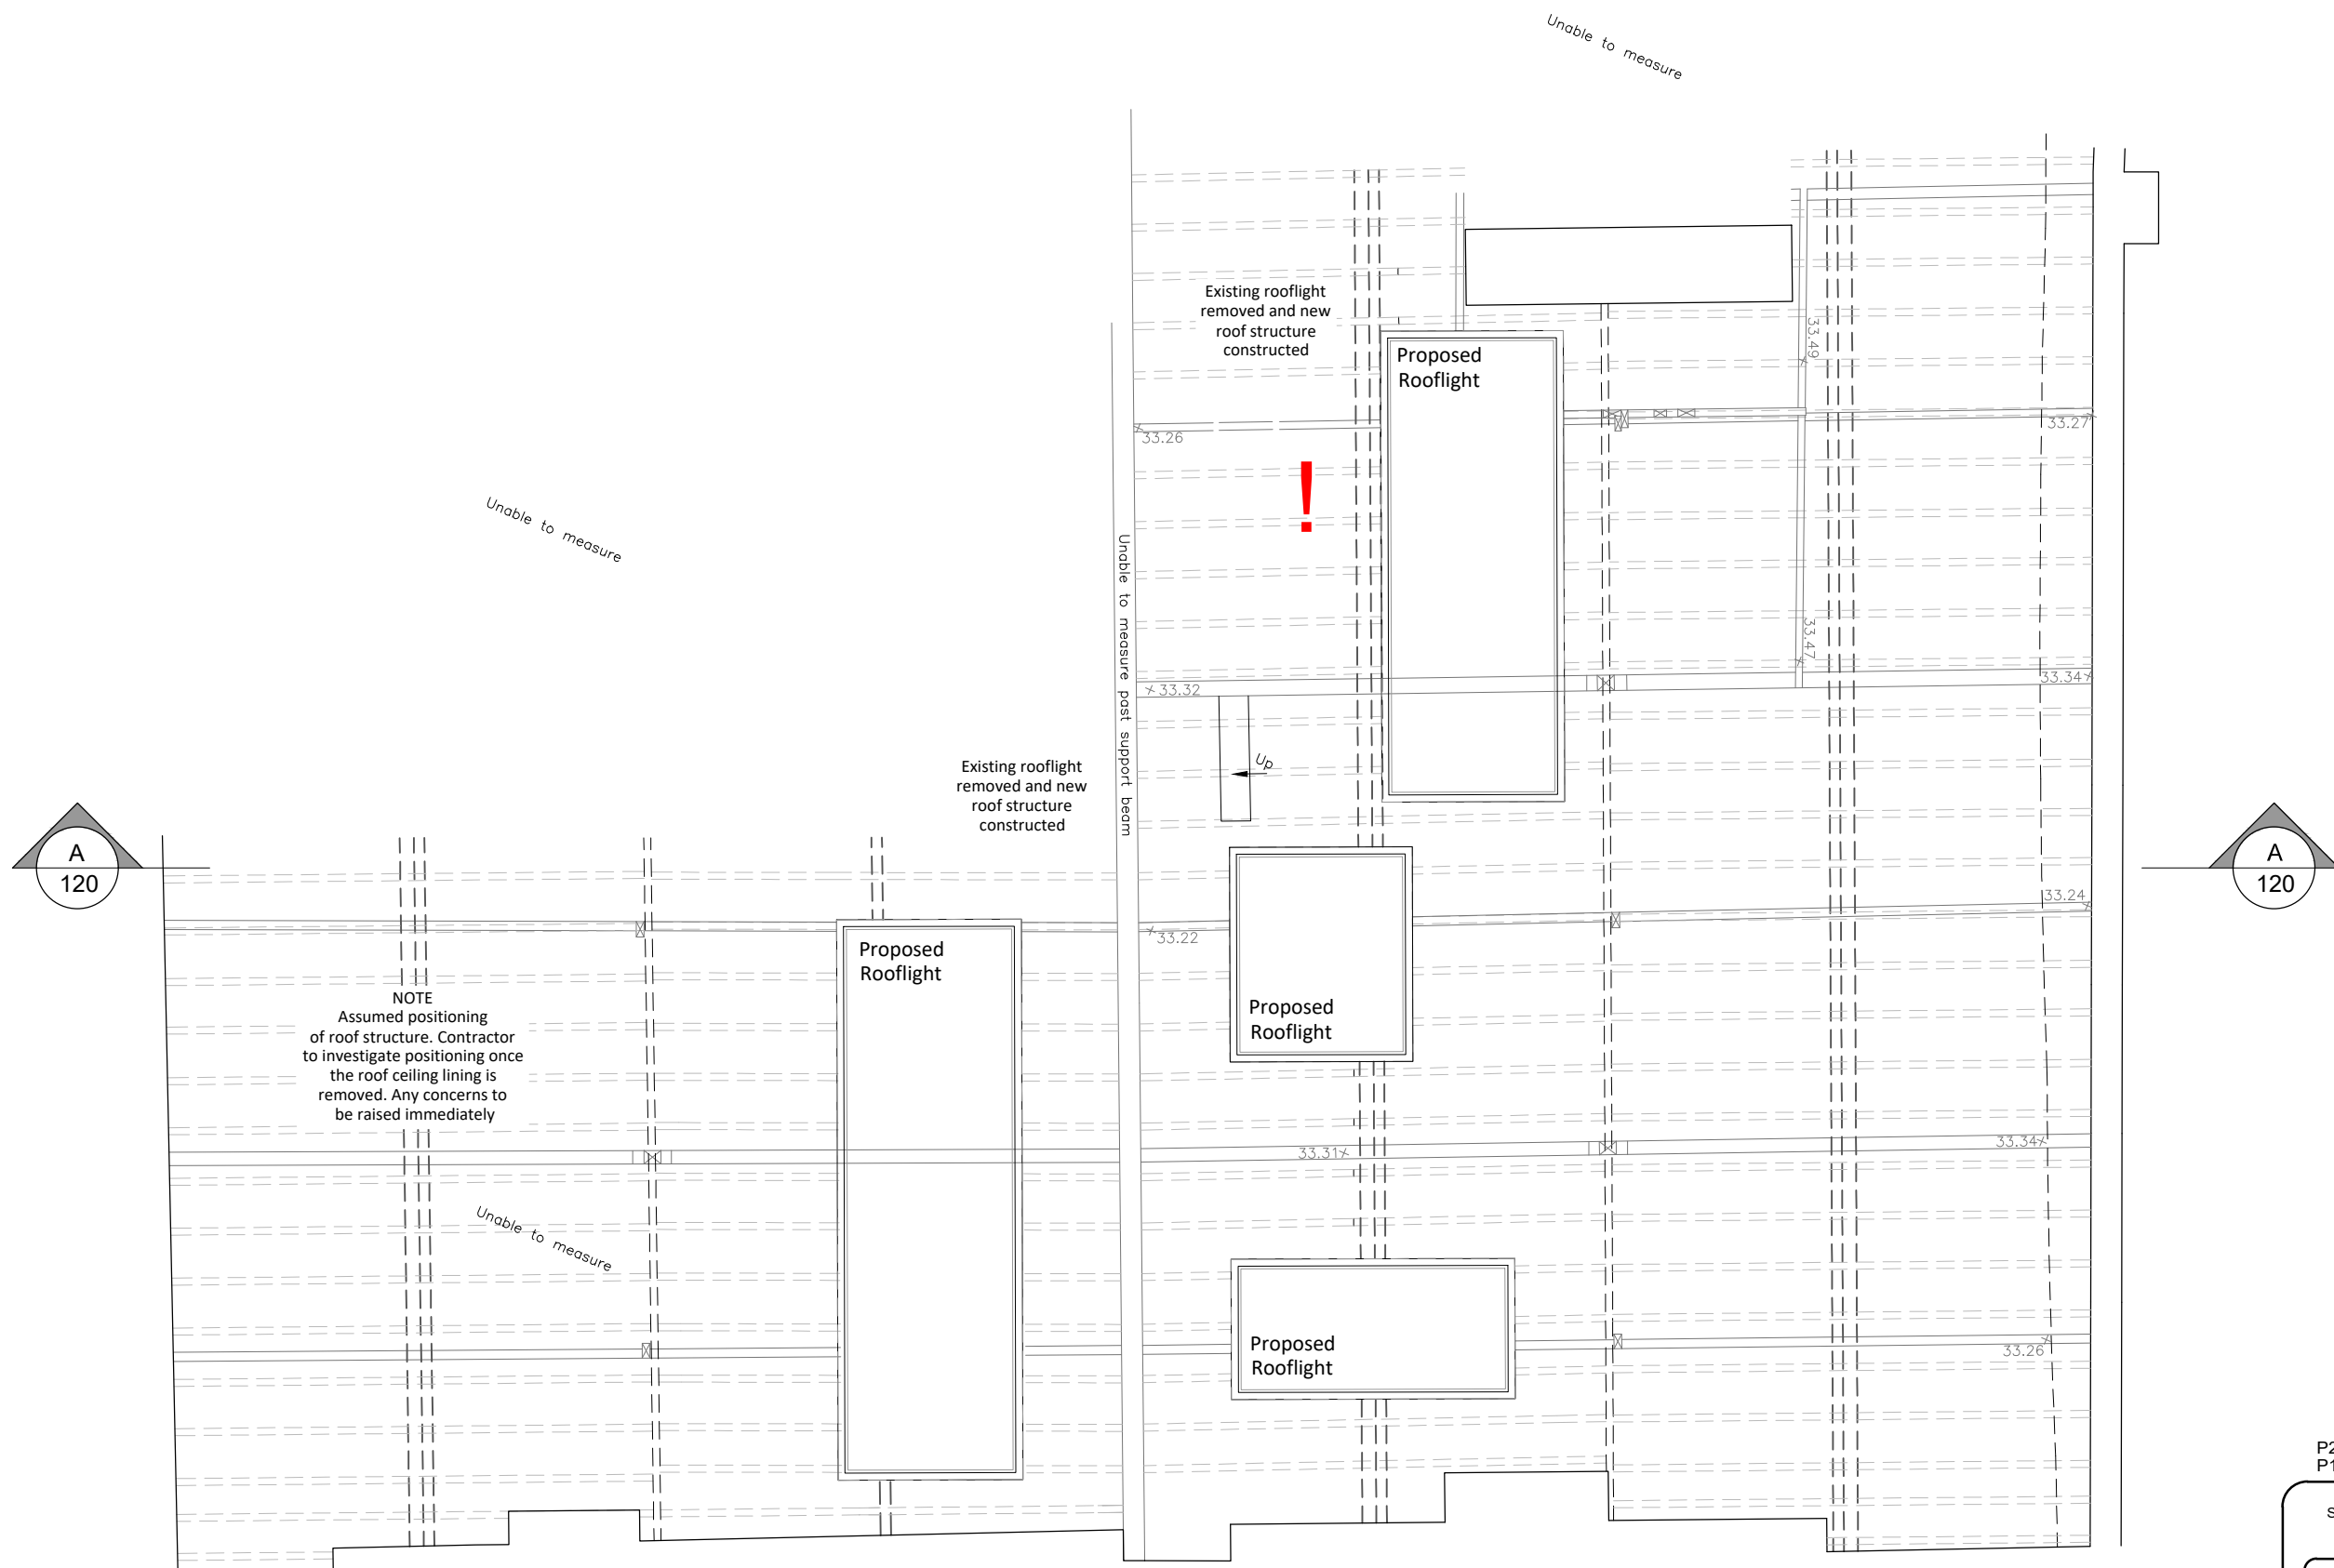 Unable to measure
Existing rooflight
removed and new
roof structure
constructed
Proposed
Rooflight
33.49
33.26
33.27
!
Unable to measure
Unable to measure past support beam
33.47
33.32
33.34
Up
Existing rooflight
removed and new
roof structure
constructed
A
120
A
120
33.24
33.22
Proposed
Rooflight
NOTE
Assumed positioning
of roof structure. Contractor
to investigate positioning once
the roof ceiling lining is
removed. Any concerns to
be raised immediately
Proposed
Rooflight
33.31
33.34
Unable to measure
Proposed
Rooflight
33.26
P2
P1
S